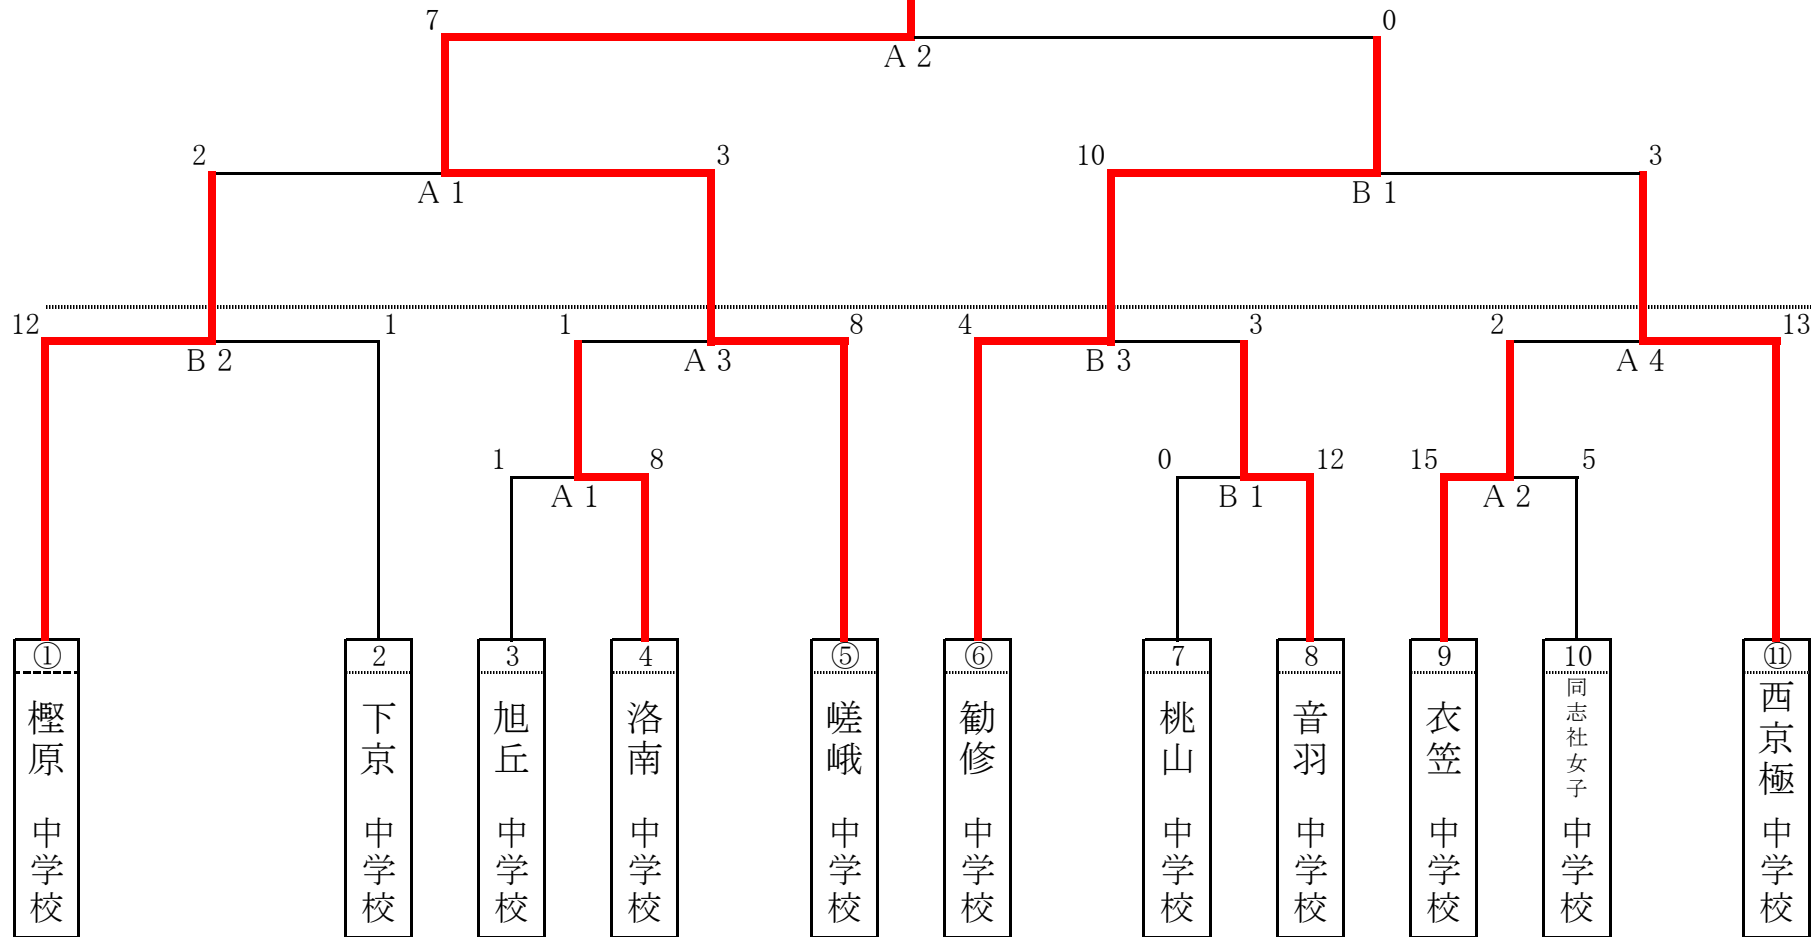 7 0
A 2
2 3 10 3
A 1 B 1
12 1 1 8 4 3 2 13
B 2 A 3 B 3 A 4
1 8 0 12 15 5
A 1 B 1 A 2
① 2 3 4 ⑤ ⑥ 7 8 9 10 ⑪
樫原 中学校
下京 中学校
旭丘 中学校
洛南 中学校
嵯峨 中学校
勧修 中学校
桃山 中学校
音羽 中学校
衣笠 中学校
同志社女子 中学校
西京極 中学校